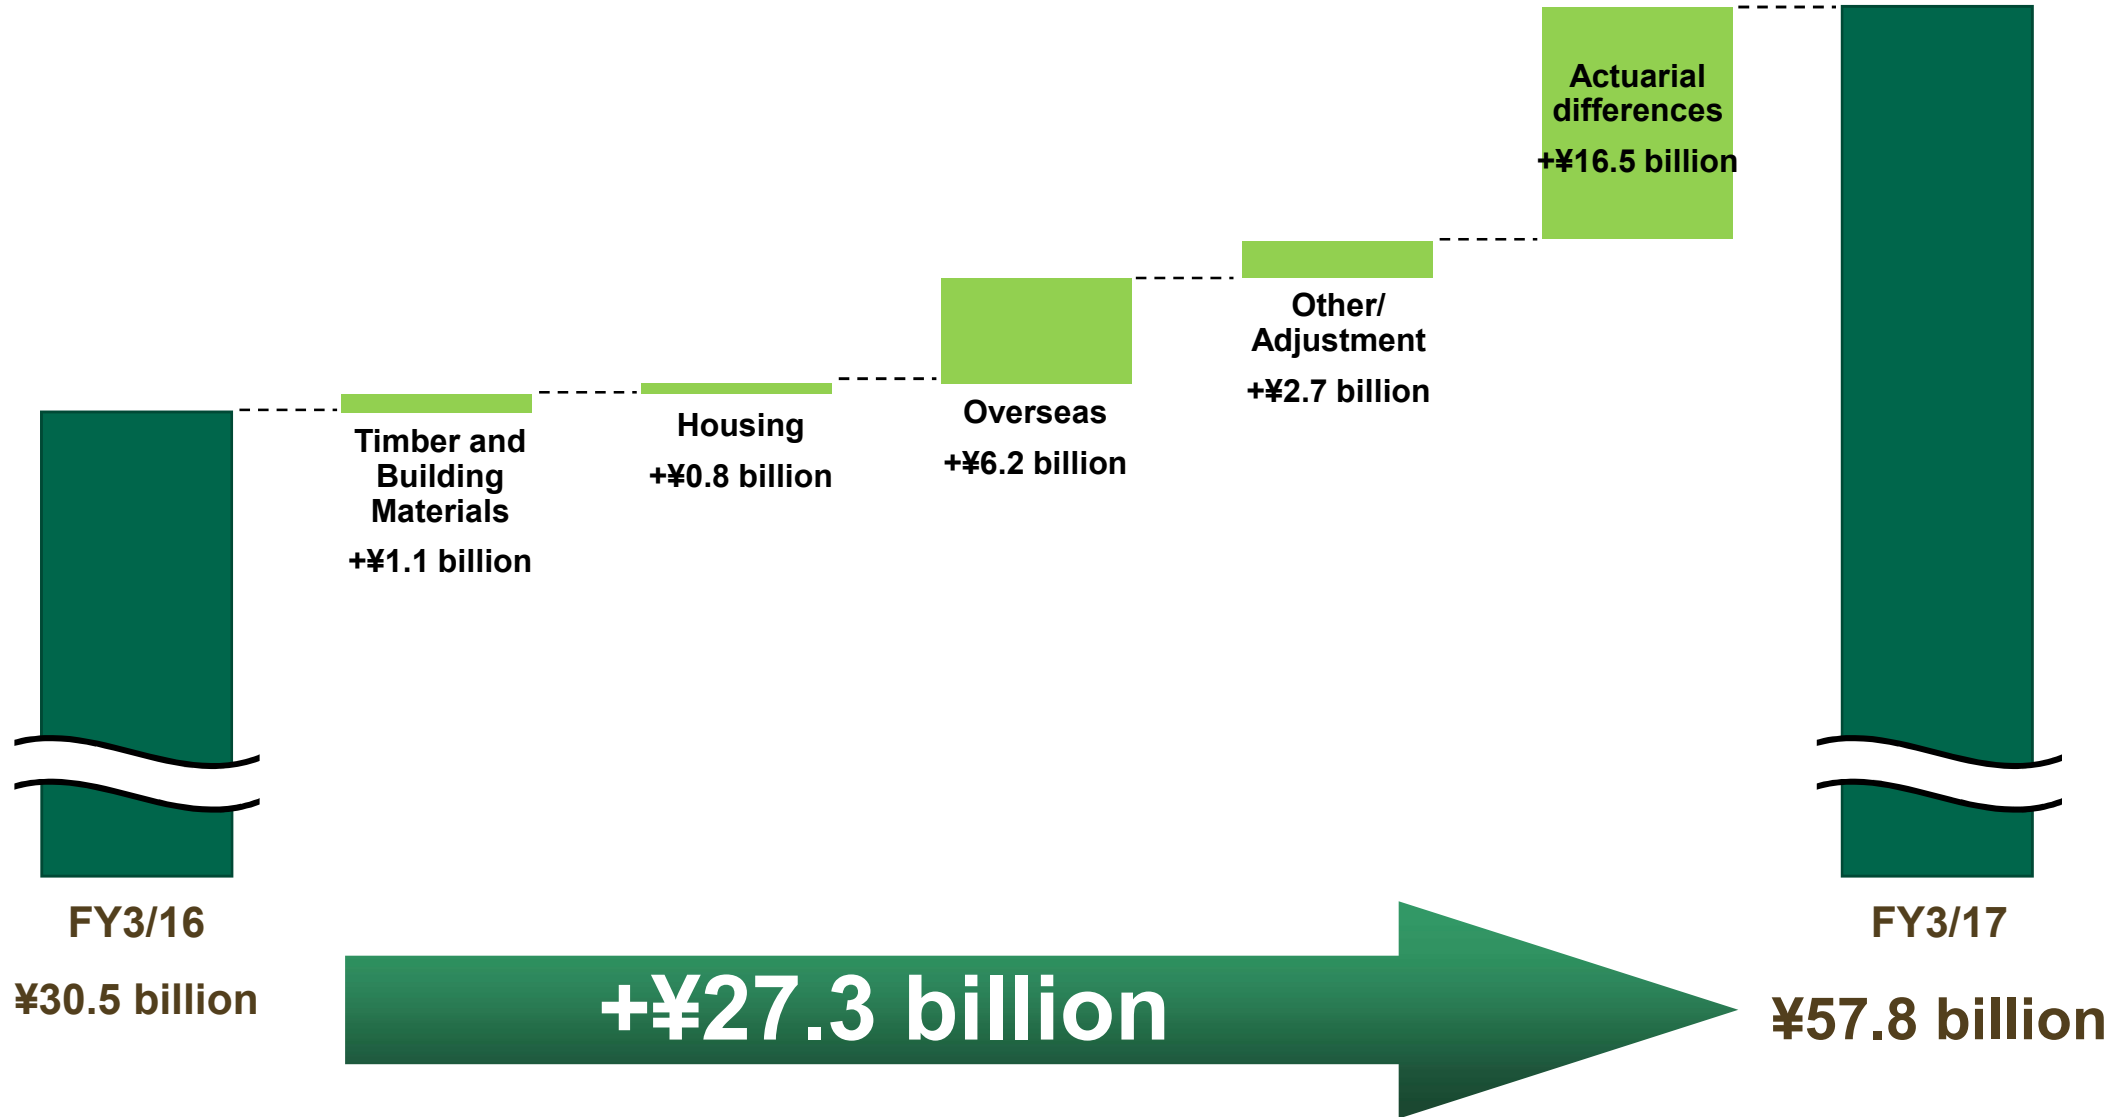 Actuarial
differences
+¥16.5 billion
Other/
Adjustment
+¥2.7 billion
Overseas
+¥6.2 billion
Housing
+¥0.8 billion
Timber and
Building
Materials
+¥1.1 billion
FY3/16
¥30.5 billion
+¥27.3 billion
FY3/17
¥57.8 billion